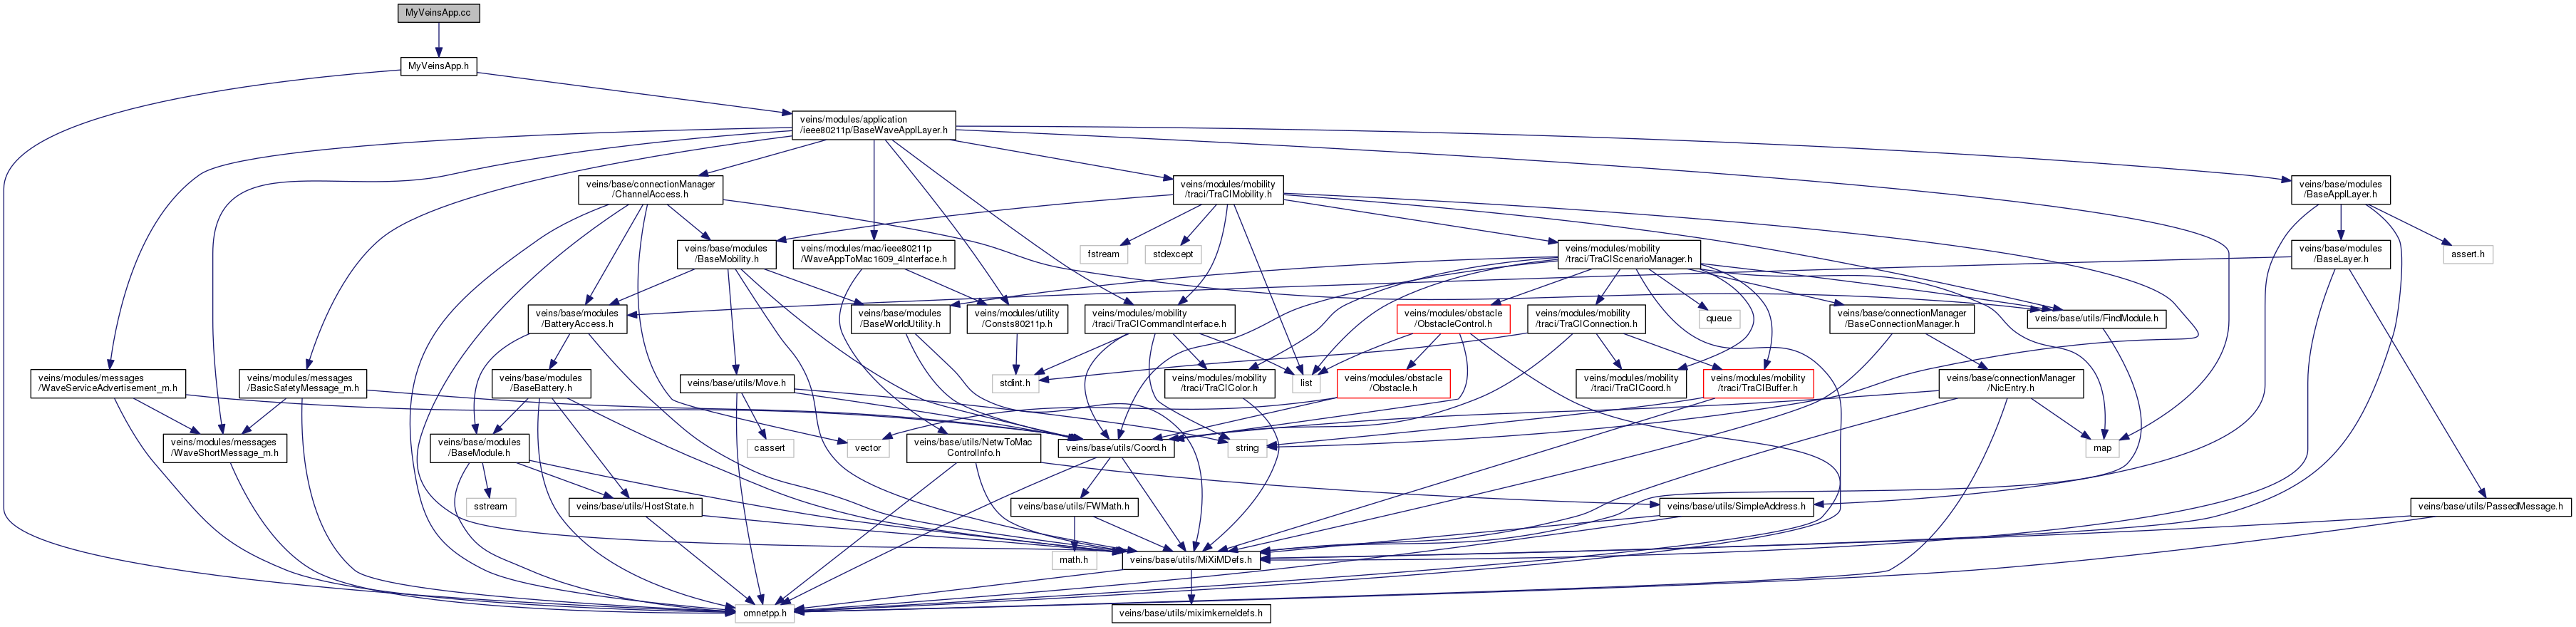 MyVeinsApp.cc
MyVeinsApp.h
veins/modules/application
/ieee80211p/BaseWaveApplLayer.h
veins/base/connectionManager
/ChannelAccess.h
veins/modules/mobility
/traci/TraCIMobility.h
veins/base/modules
/BaseApplLayer.h
veins/base/modules
/BaseMobility.h
veins/modules/mac/ieee80211p
/WaveAppToMac1609_4Interface.h
fstream
stdexcept
veins/modules/mobility
/traci/TraCIScenarioManager.h
veins/base/modules
/BaseLayer.h
assert.h
veins/base/modules
/BatteryAccess.h
veins/base/modules
/BaseWorldUtility.h
veins/modules/utility
/Consts80211p.h
veins/modules/mobility
/traci/TraCICommandInterface.h
veins/modules/obstacle
/ObstacleControl.h
veins/modules/mobility
/traci/TraCIConnection.h
queue
veins/base/connectionManager
/BaseConnectionManager.h
veins/base/utils/FindModule.h
veins/modules/messages
/WaveServiceAdvertisement_m.h
veins/modules/messages
/BasicSafetyMessage_m.h
veins/base/modules
/BaseBattery.h
veins/base/utils/Move.h
stdint.h
veins/modules/mobility
/traci/TraCIColor.h
list
veins/modules/obstacle
/Obstacle.h
veins/modules/mobility
/traci/TraCICoord.h
veins/modules/mobility
/traci/TraCIBuffer.h
veins/base/connectionManager
/NicEntry.h
veins/modules/messages
/WaveShortMessage_m.h
veins/base/modules
/BaseModule.h
cassert
vector
veins/base/utils/NetwToMac
ControlInfo.h
veins/base/utils/Coord.h
string
map
sstream
veins/base/utils/HostState.h
veins/base/utils/FWMath.h
veins/base/utils/SimpleAddress.h
veins/base/utils/PassedMessage.h
math.h
veins/base/utils/MiXiMDefs.h
omnetpp.h
veins/base/utils/miximkerneldefs.h